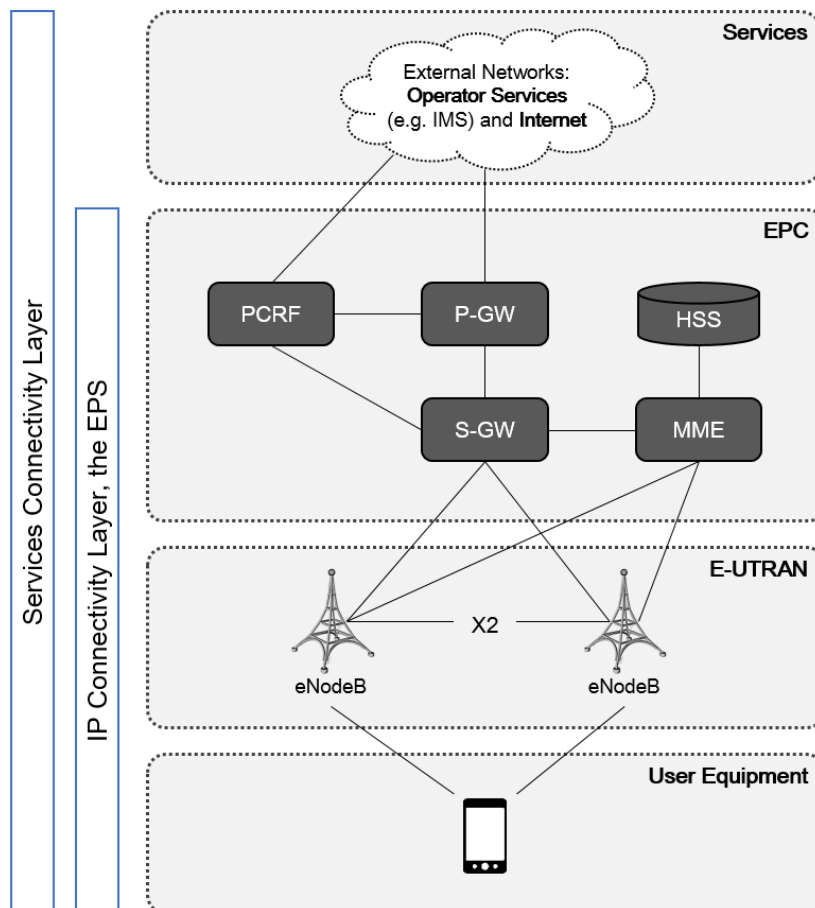 Services
External Networks:
Operator Services
(e.g. IMS) and Internet
Services Connectivity Layer
IP Connectivity Layer, the EPS
EPC
PCRF
P-GW
HSS
S-GW
MME
E-UTRAN
X2
eNodeB
eNodeB
User Equipment